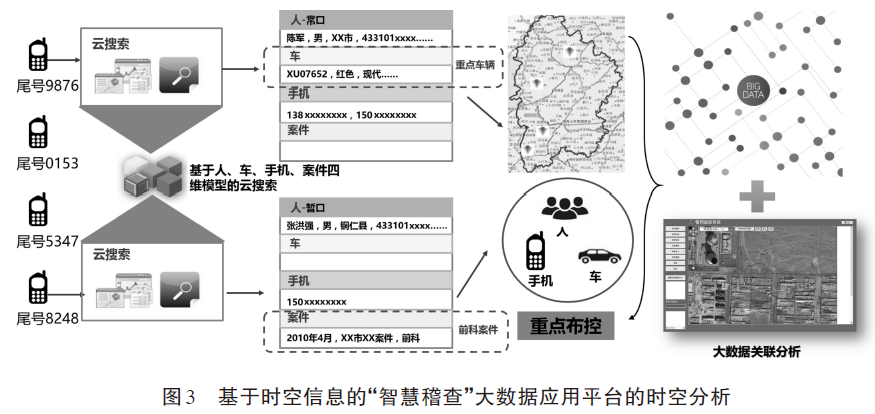 尾号9876
尾号0153
尾号5347
尾号8248
云搜索
基于人、车、手机、案件四
维模型的云搜索
云搜索
人-常口
陈军，男，XX市，433101xxxx……
车
XU07652，红色，现代……
手机
138xxxxxxxx，150xxxxxxxx
案件
重点车辆
人-暂口
张洪强，男，铜仁县，433101xxxx……
车
手机
150xxxxxxxx
案件
2010年4月，XX市XX案件，前科
前科案件
人
手机
车
重点布控
BIG
DATA
大数据关联分析
图3 基于时空信息的“智慧稽查”大数据应用平台的时空分析